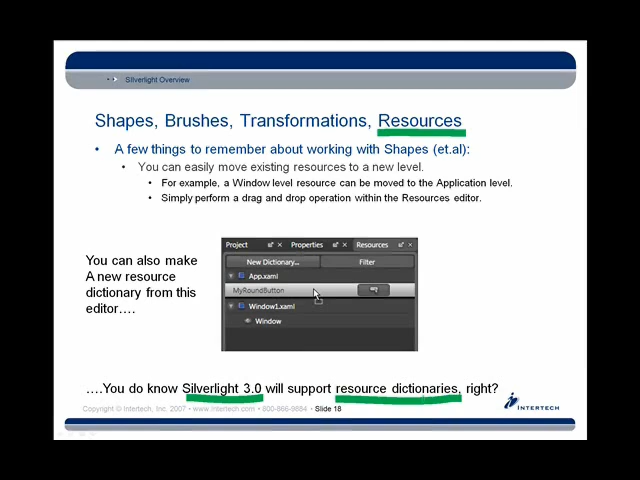 Silverlight Overview
Shapes, Brushes, Transformations, Resources
• A few things to remember about working with Shapes (et.al):
• You can easily move existing resources to a new level.
• For example, a Window level resource can be moved to the Application level.
• Simply perform a drag and drop operation within the Resources editor.
You can also make
A new resource
dictionary from this
editor….
Project Properties Resources
New Dictionary... Filter
App.xaml
MyRoundButton
Window1.xaml
Window
….You do know Silverlight 3.0 will support resource dictionaries, right?
Copyright © Intertech, Inc. 2007 • www.Intertech.com • 800-866-9884 • Slide 18
INTERTECH